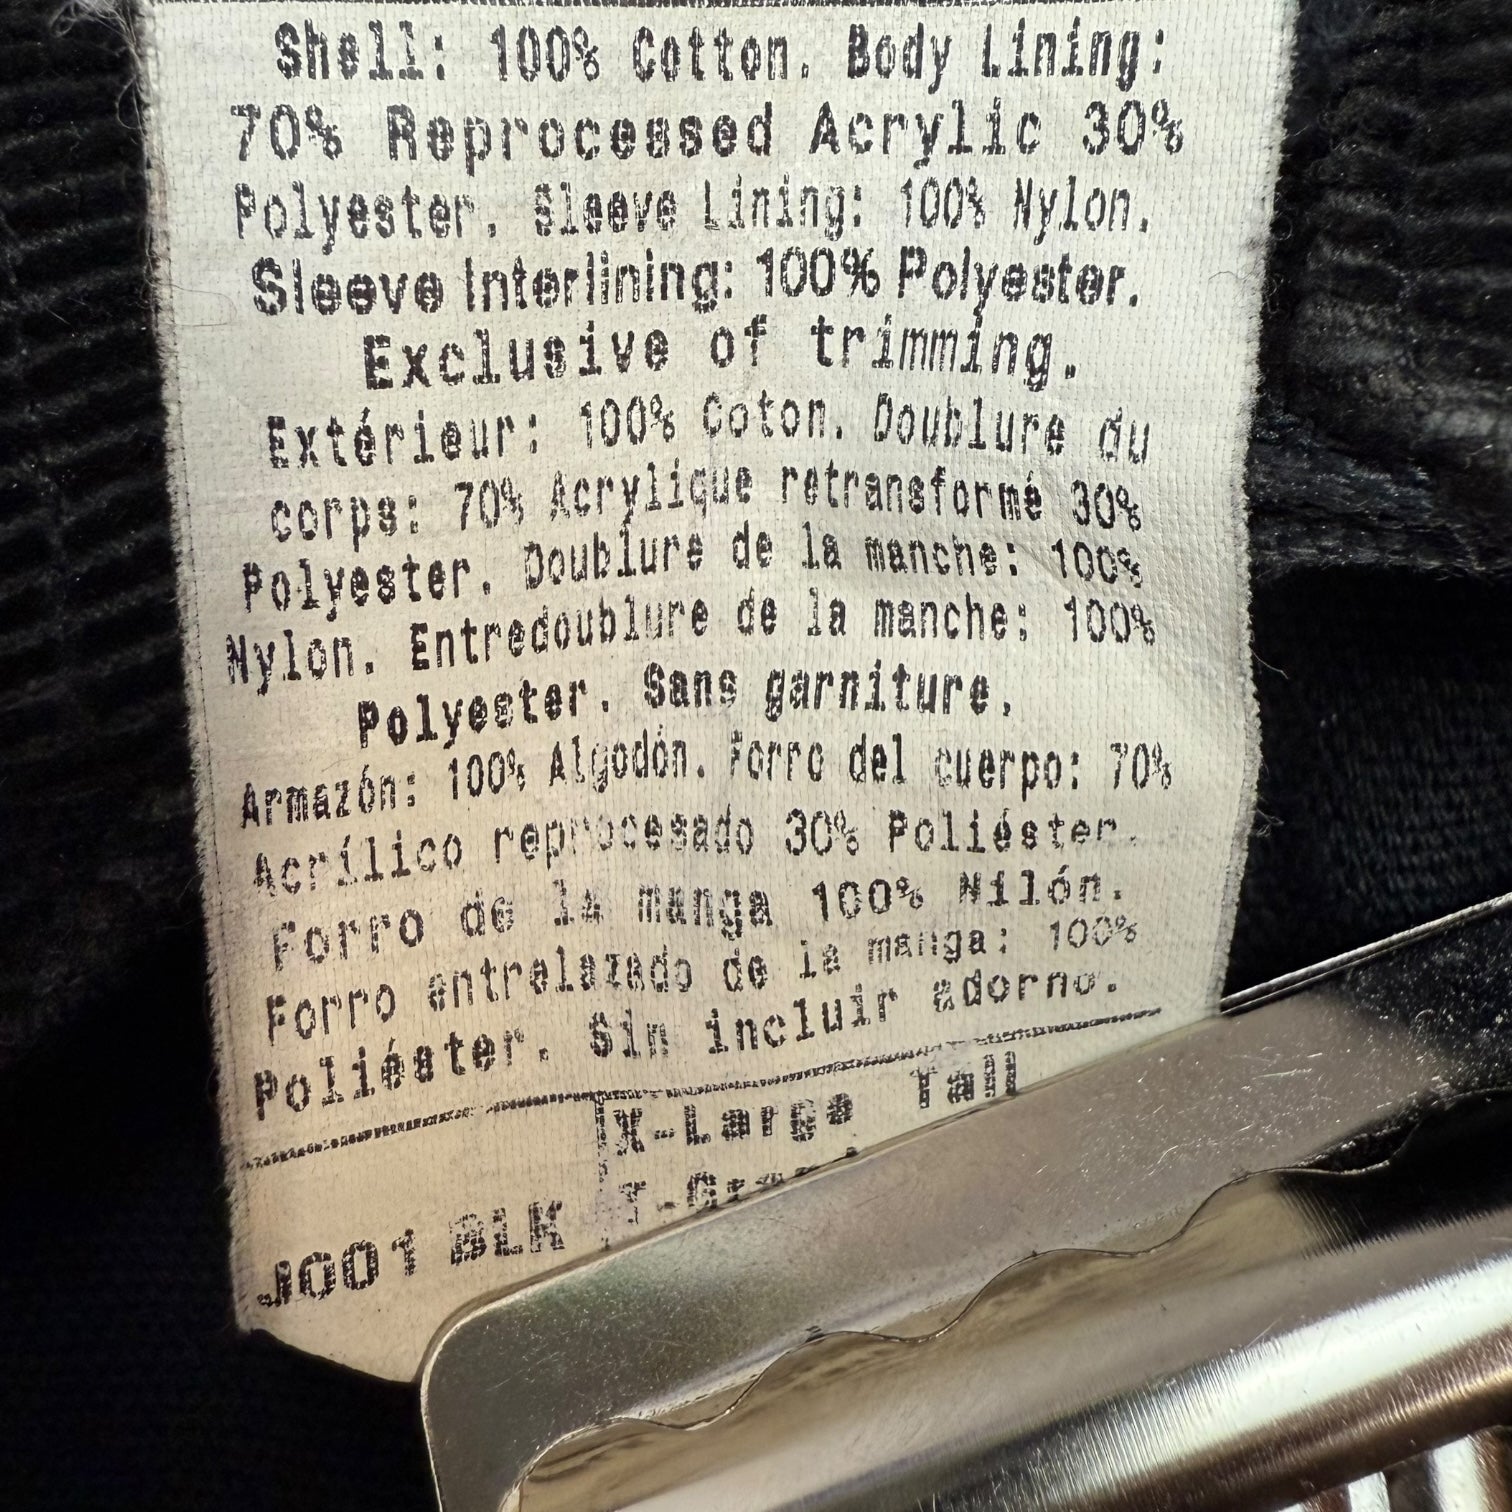 Shell: 100% Cotton. Body Lining:
70% Reprocessed Acrylic 30%
Polyester. Sleeve Lining: 100% Nylon.
Sleeve Interlining: 100% Polyester.
Exclusive of trimming.
Extérieur: 100% Coton. Doublure du
corps: 70% Acrylique retransformé 30%
Polyester. Doublure de la manche: 100%
Nylon. Entredoublure de la manche: 100%
Polyester. Sans garniture.
Armazón: 100% Algodón. Forro del cuerpo: 70%
Acrílico reprocesado 30% Poliéster.
Forro de la manga 100% Nilón.
Forro entrelazado de la manga: 100%
Poliéster. Sin incluir adorno.
X-Large Tall
J001 BLK